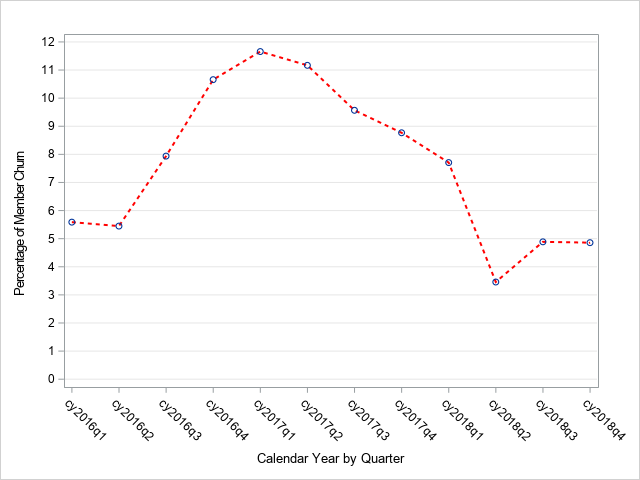 12
11
10
9
8
7
6
5
4
3
2
1
0
Percentage of Member Churn
cy2016q1
cy2016q2
cy2016q3
cy2016q4
cy2017q1
cy2017q2
cy2017q3
cy2017q4
cy2018q1
cy2018q2
cy2018q3
cy2018q4
Calendar Year by Quarter